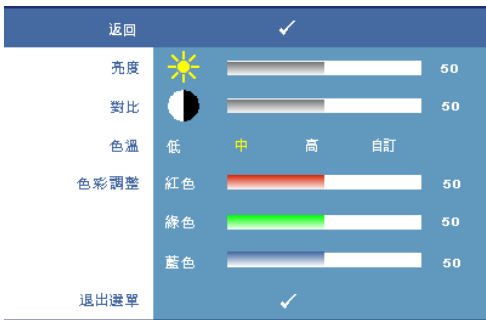 返回
亮度 50
對比 50
色溫 低 中 高 自訂
色彩調整 紅色 50
綠色 50
藍色 50
退出選單